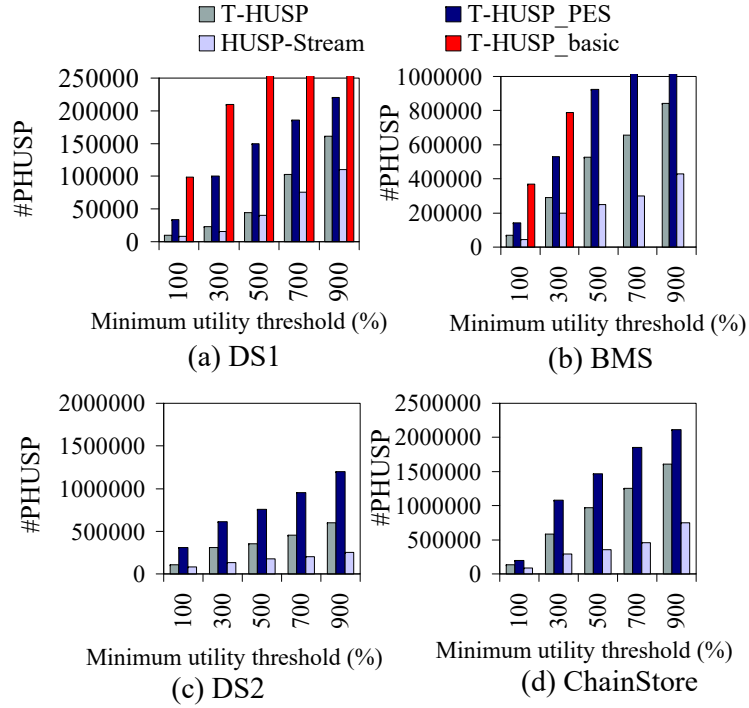 T-HUSP T-HUSP_PES
HUSP-Stream T-HUSP_basic
#PHUSP
250000
200000
150000
100000
50000
0
100 300 500 700 900
Minimum utility threshold (%)
(a) DS1
#PHUSP
1000000
800000
600000
400000
200000
0
100 300 500 700 900
Minimum utility threshold (%)
(b) BMS
#PHUSP
2000000
1500000
1000000
500000
0
100 300 500 700 900
Minimum utility threshold (%)
(c) DS2
#PHUSP
2500000
2000000
1500000
1000000
500000
0
100 300 500 700 900
Minimum utility threshold (%)
(d) ChainStore